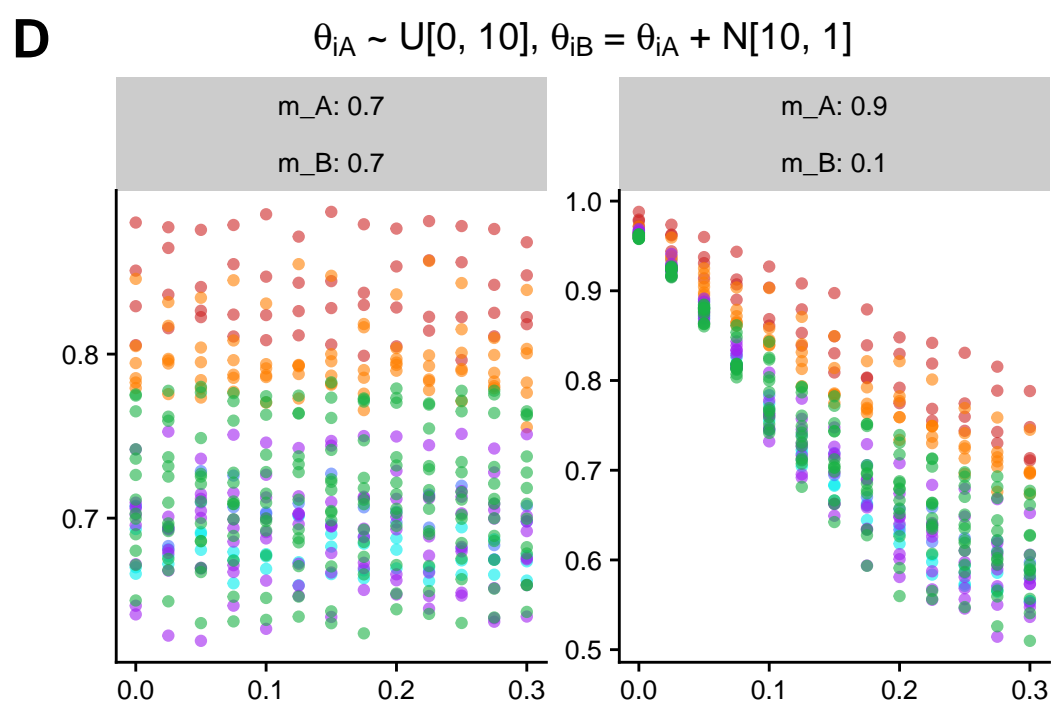 D
θiA ~ U[0, 10], θiB = θiA + N[10, 1]
m_A: 0.7
m_B: 0.7
m_A: 0.9
m_B: 0.1
0.8
0.7
0.0 0.1 0.2 0.3
1.0
0.9
0.8
0.7
0.6
0.5
0.0 0.1 0.2 0.3